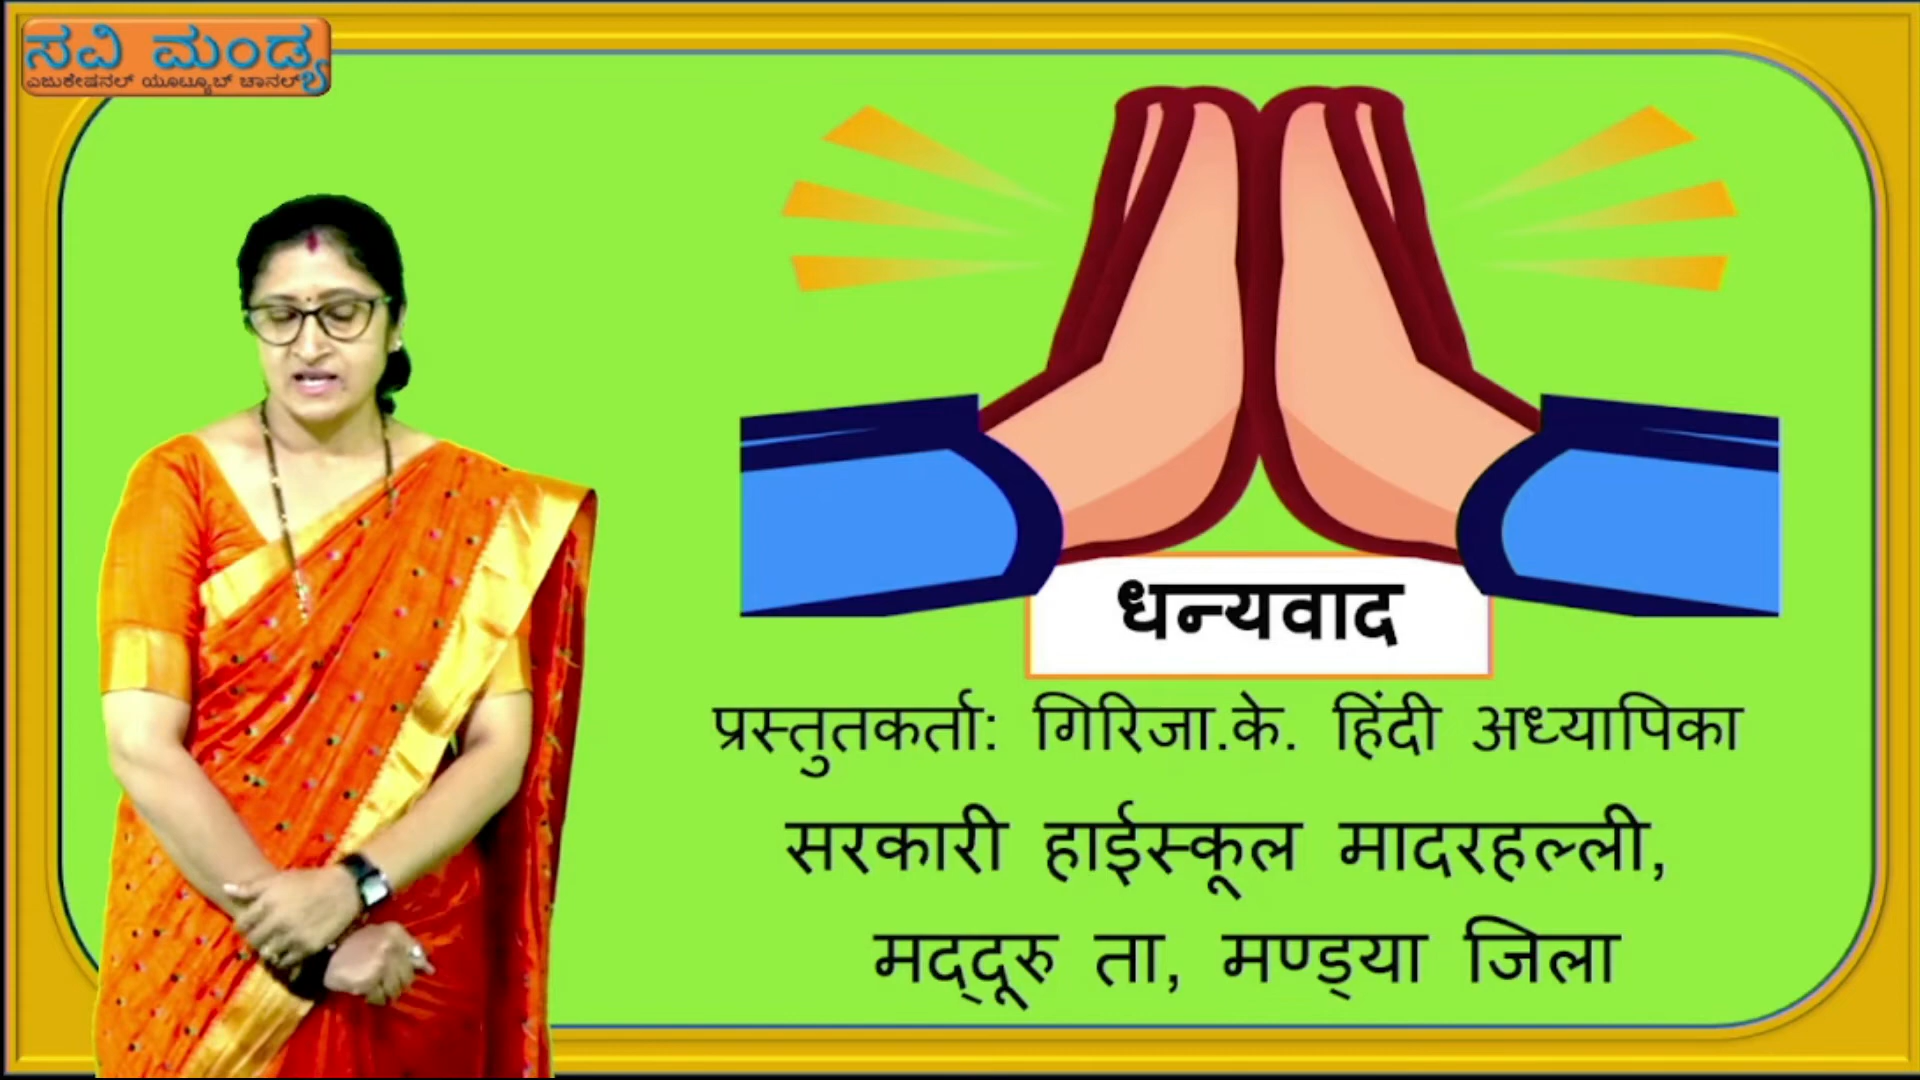 ಸವಿ ಮಂಡ್ಯ
ಎಜುಕೇಷನಲ್ ಯೂಟ್ಯೂಬ್ ಚಾನಲ್
धन्यवाद
प्रस्तुतकर्ता: गिरिजा.के. हिंदी अध्यापिका
सरकारी हाईस्कूल मादरहल्ली,
मद्दूरु ता, मण्ड्या जिला